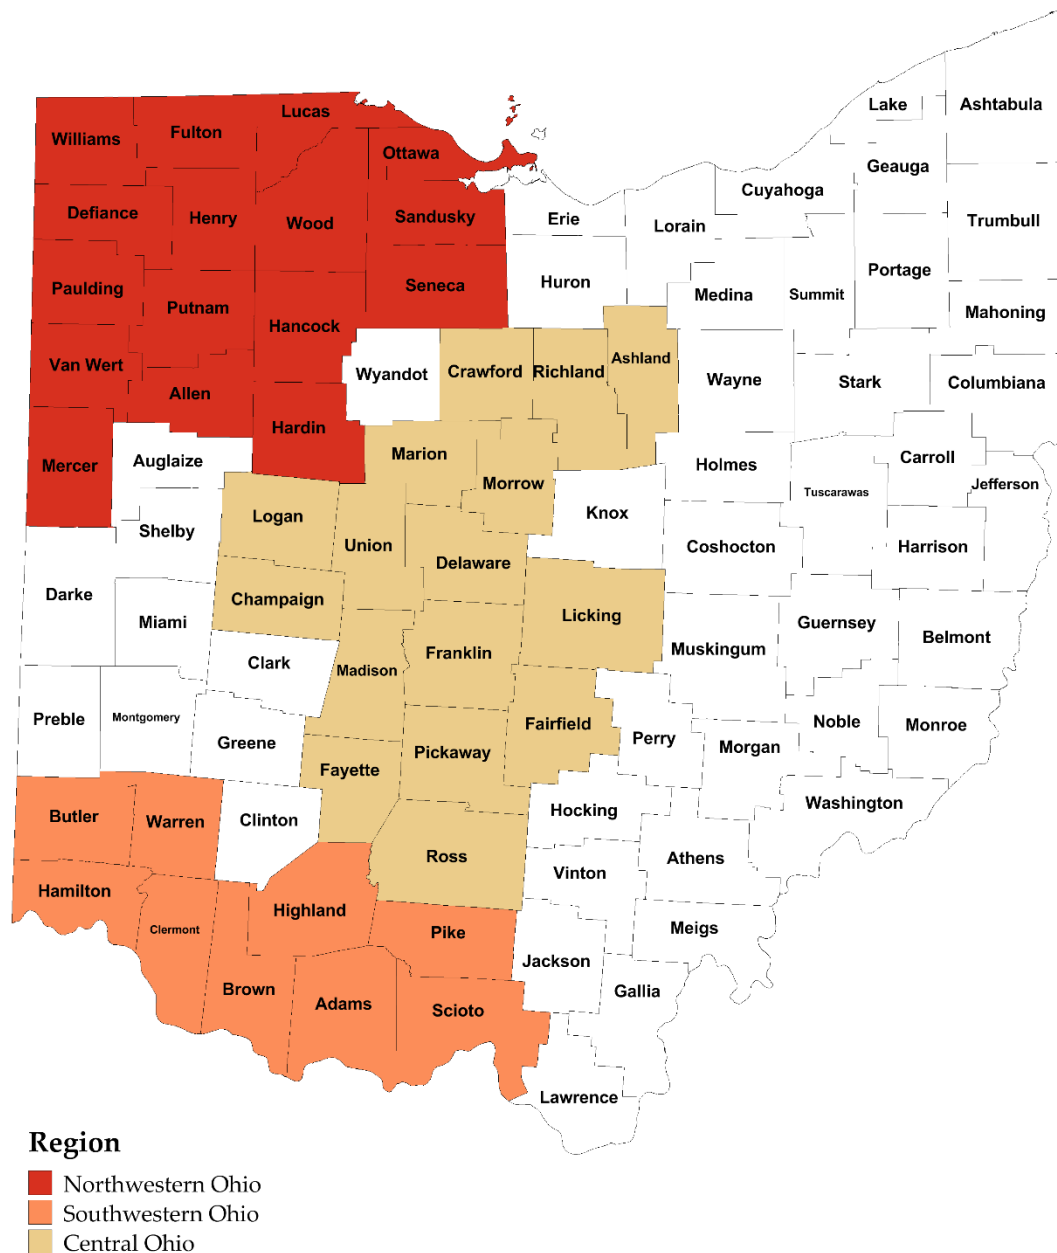 Lake
Ashtabula
Lucas
Williams
Fulton
Ottawa
Geauga
Cuyahoga
Defiance
Henry
Wood
Sandusky
Erie
Lorain
Trumbull
Paulding
Putnam
Seneca
Huron
Medina
Summit
Portage
Mahoning
Hancock
Van Wert
Allen
Wyandot
Crawford
Richland
Ashland
Wayne
Stark
Columbiana
Hardin
Mercer
Auglaize
Marion
Morrow
Holmes
Carroll
Tuscarawas
Jefferson
Logan
Shelby
Union
Knox
Delaware
Coshocton
Harrison
Darke
Miami
Champaign
Licking
Guernsey
Belmont
Clark
Madison
Franklin
Muskingum
Preble
Montgomery
Greene
Fayette
Pickaway
Fairfield
Perry
Morgan
Noble
Monroe
Butler
Warren
Clinton
Hocking
Washington
Ross
Vinton
Athens
Hamilton
Clermont
Highland
Pike
Meigs
Jackson
Brown
Adams
Scioto
Gallia
Lawrence
Region
Northwestern Ohio
Southwestern Ohio
Central Ohio